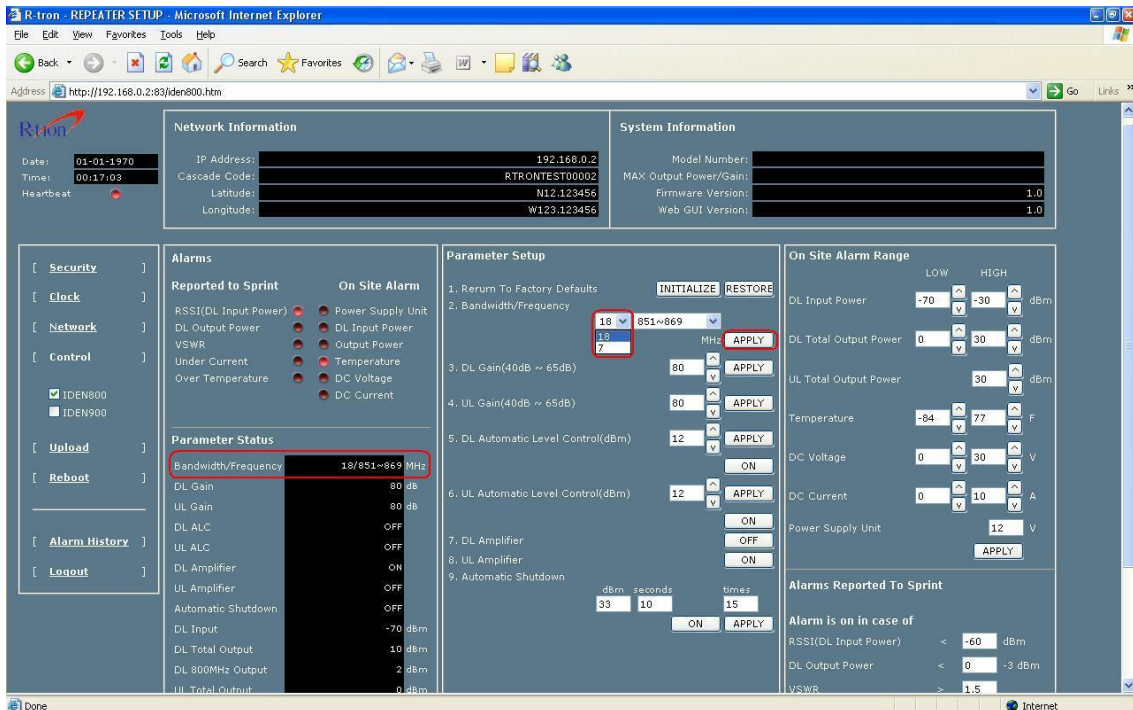 R-tron - REPEATER SETUP - Microsoft Internet Explorer
File Edit View Favorites Tools Help
Back Search Favorites
Address http://192.168.0.2:83/iden800.htm Go Links »
R-tron
Date: 01-01-1970
Time: 00:17:03
Heartbeat
Network Information
IP Address: 192.168.0.2
Cascade Code: RTRONTEST00002
Latitude: N12.123456
Longitude: W123.123456
System Information
Model Number:
MAX Output Power/Gain:
Firmware Version: 1.0
Web GUI Version: 1.0
[ Security ]
[ Clock ]
[ Network ]
[ Control ]
IDEN800
IDEN900
[ Upload ]
[ Reboot ]
[ Alarm History ]
[ Logout ]
Alarms
Reported to Sprint On Site Alarm
RSSI(DL Input Power) Power Supply Unit
DL Output Power DL Input Power
VSWR Output Power
Under Current Temperature
Over Temperature DC Voltage
DC Current
Parameter Status
Bandwidth/Frequency 18/851~869 MHz
DL Gain 80 dB
UL Gain 80 dB
DL ALC OFF
UL ALC OFF
DL Amplifier ON
UL Amplifier OFF
Automatic Shutdown OFF
DL Input -70 dBm
DL Total Output 10 dBm
DL 800MHz Output 2 dBm
UL Total Output 0 dBm
Parameter Setup
1. Rerurn To Factory Defaults INITIALIZE RESTORE
2. Bandwidth/Frequency
18 851~869
18
7
MHz APPLY
3. DL Gain(40dB ~ 65dB) 80 ^ v APPLY
4. UL Gain(40dB ~ 65dB) 80 ^ v APPLY
5. DL Automatic Level Control(dBm) 12 ^ v APPLY
ON
6. UL Automatic Level Control(dBm) 12 ^ v APPLY
ON
7. DL Amplifier OFF
8. UL Amplifier ON
9. Automatic Shutdown
dBm seconds times
33 10 15
ON APPLY
On Site Alarm Range
LOW HIGH
DL Input Power -70 ^ v -30 ^ v dBm
DL Total Output Power 0 ^ v 30 ^ v dBm
UL Total Output Power 30 ^ v dBm
Temperature -84 ^ v 77 ^ v F
DC Voltage 0 ^ v 30 ^ v V
DC Current 0 ^ v 10 ^ v A
Power Supply Unit 12 V
APPLY
Alarms Reported To Sprint
Alarm is on in case of
RSSI(DL Input Power) < -60 dBm
DL Output Power < 0 -3 dBm
VSWR > 1.5
Done Internet